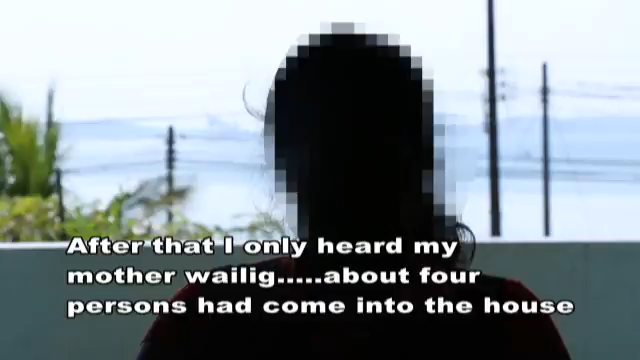 After that I only heard my
mother wailig.....about four
persons had come into the house